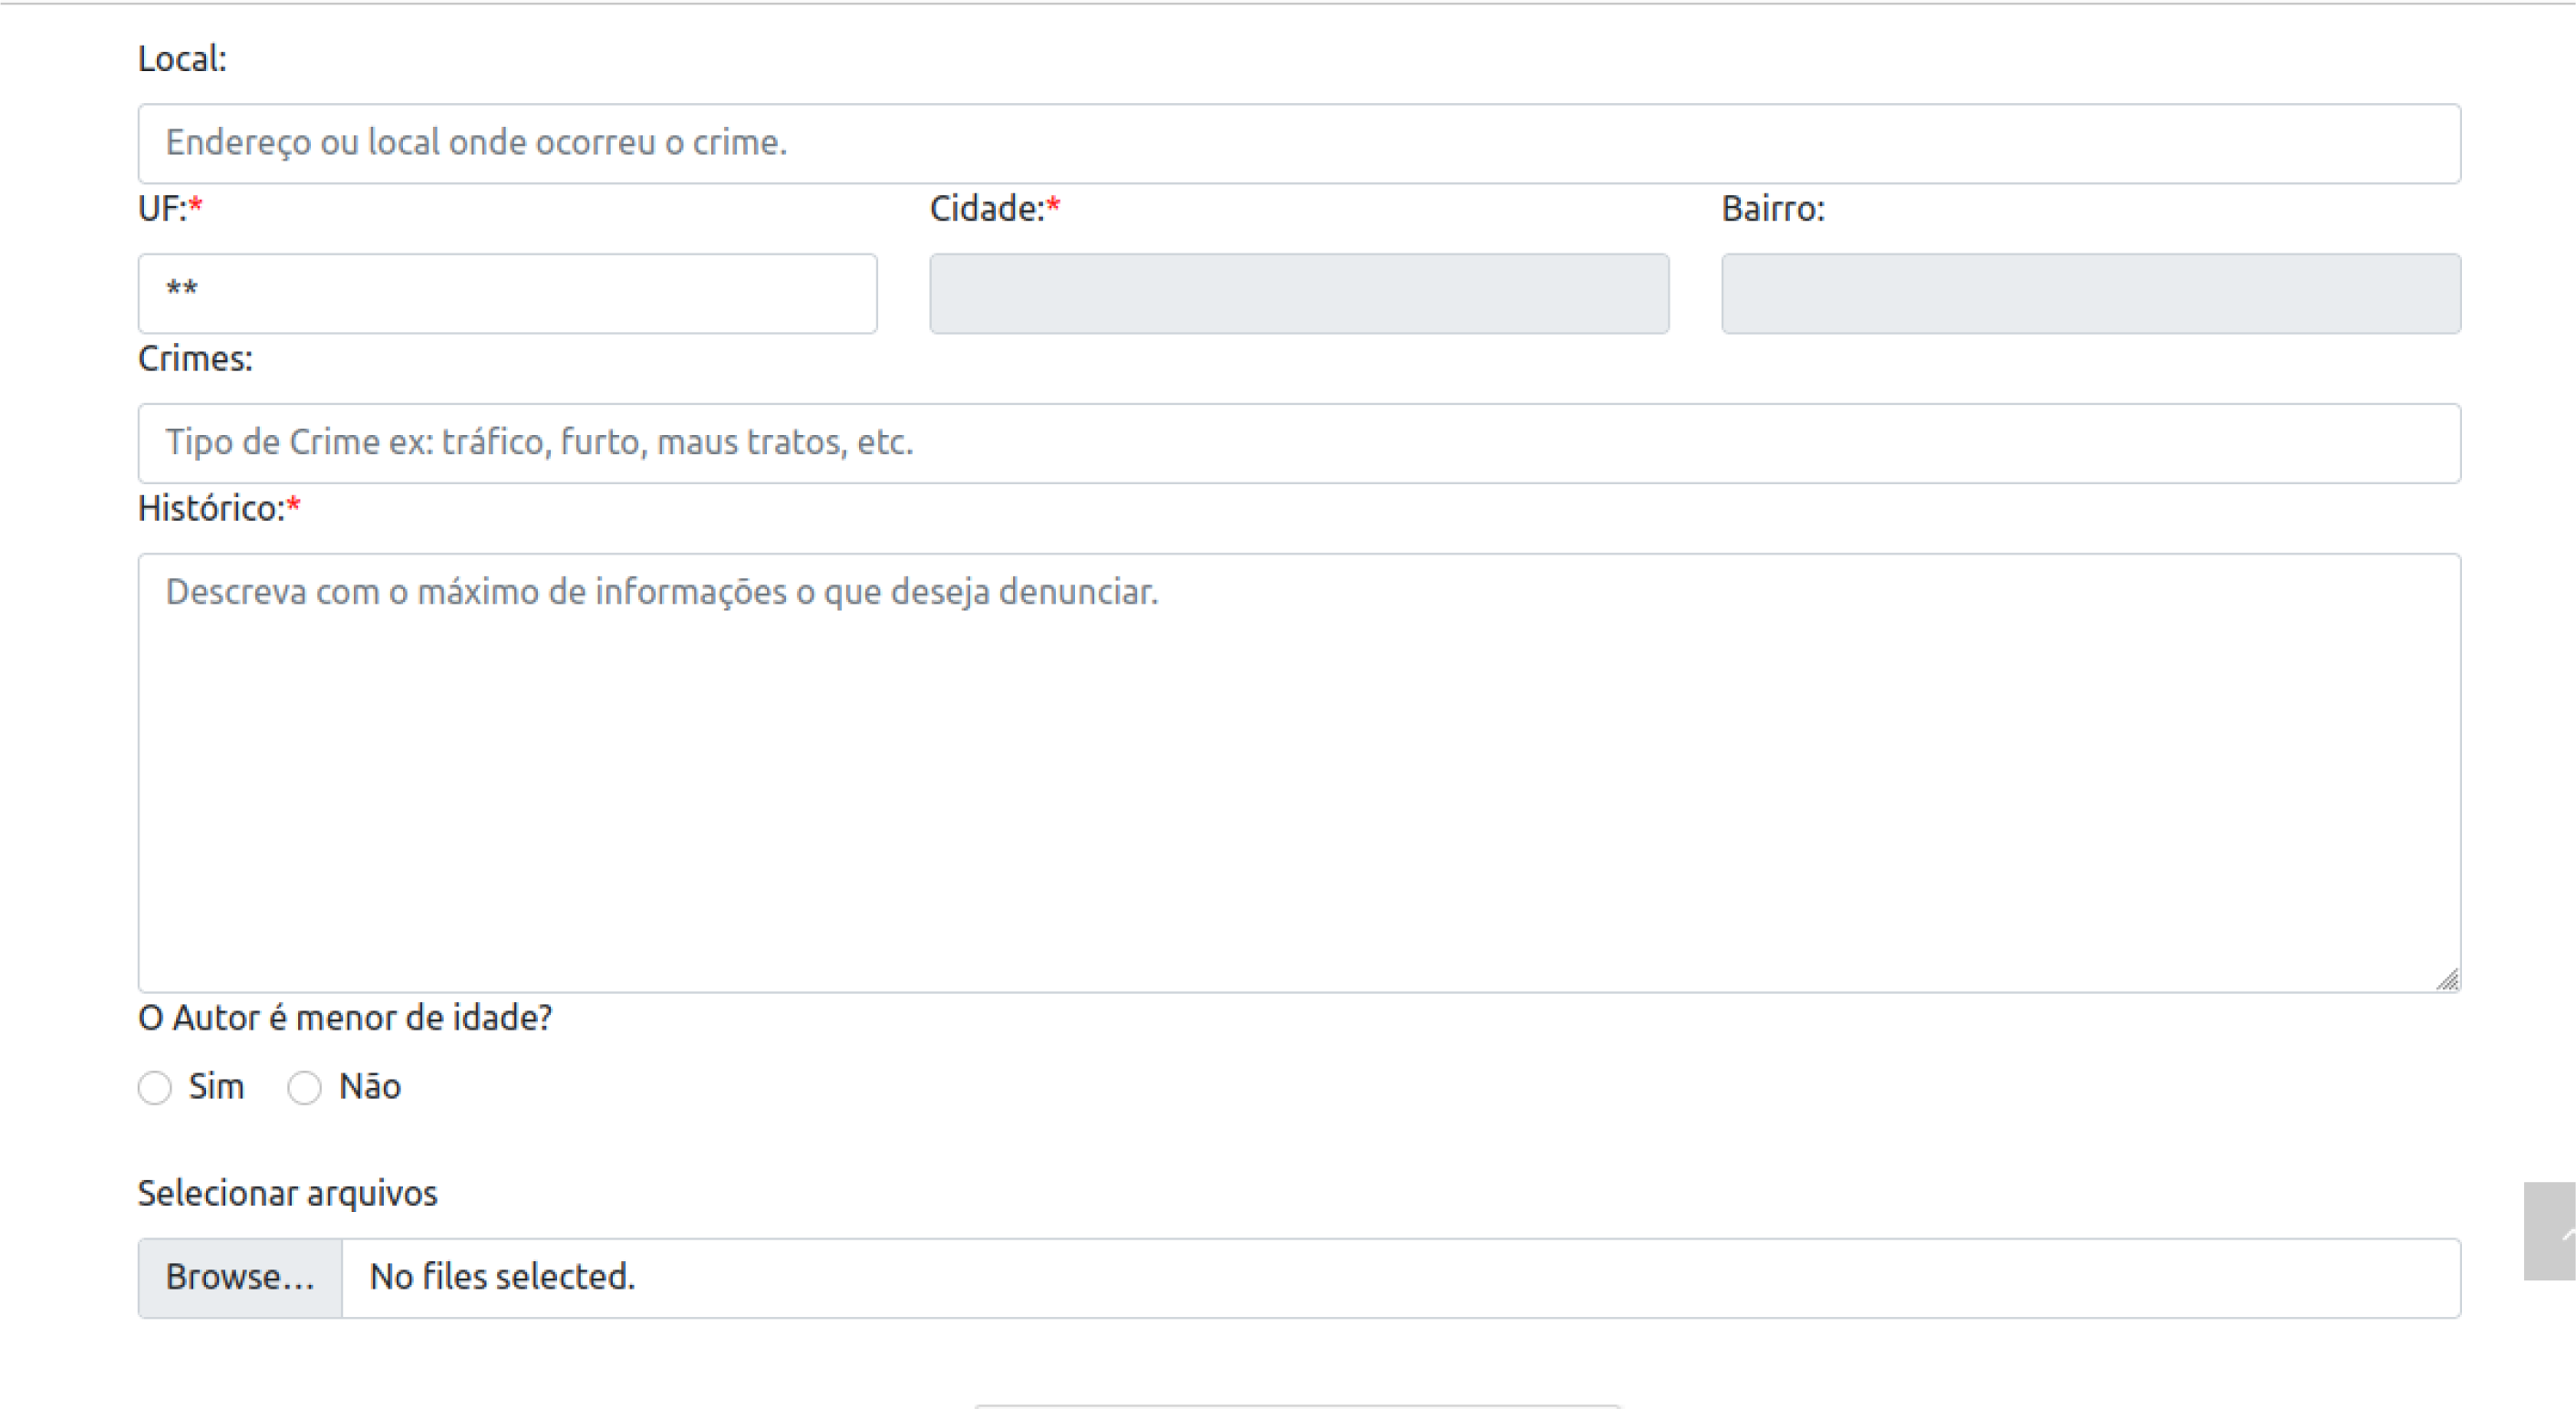 Local:
Endereço ou local onde ocorreu o crime.
UF:* Cidade:* Bairro:
**
Crimes:
Tipo de Crime ex: tráfico, furto, maus tratos, etc.
Histórico:*
Descreva com o máximo de informações o que deseja denunciar.
O Autor é menor de idade?
Sim Não
Selecionar arquivos
Browse... No files selected.